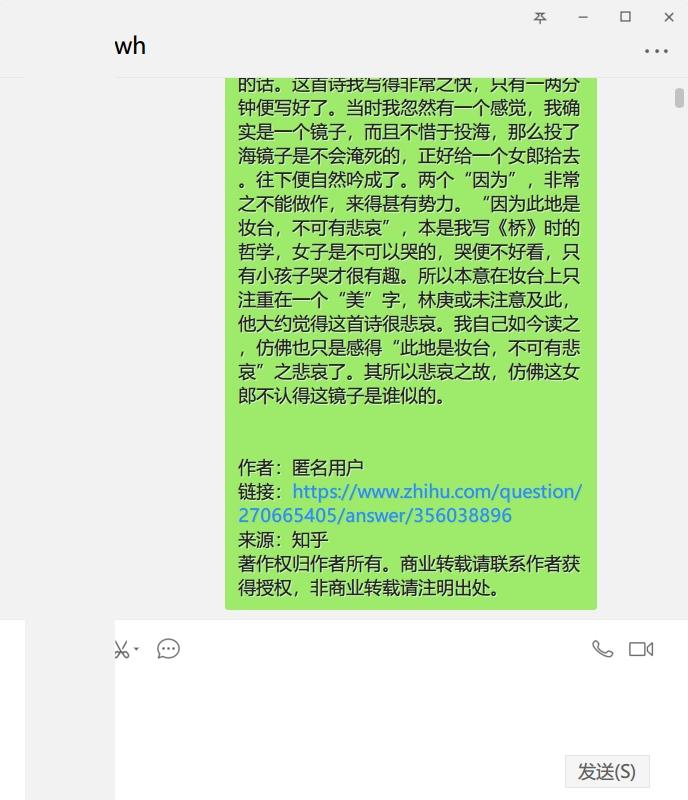 wh
的话。这首诗我写得非常之快，只有一两分
钟便写好了。当时我忽然有一个感觉，我确
实是一个镜子，而且不惜于投海，那么投了
海镜子是不会淹死的，正好给一个女郎拾去
。往下便自然吟成了。两个“因为”，非常
之不能做作，来得甚有势力。“因为此地是
妆台，不可有悲哀”，本是我写《桥》时的
哲学，女子是不可以哭的，哭便不好看，只
有小孩子哭才很有趣。所以本意在妆台上只
注重在一个“美”字，林庚或未注意及此，
他大约觉得这首诗很悲哀。我自己如今读之
，仿佛也只是感得“此地是妆台，不可有悲
哀”之悲哀了。其所以悲哀之故，仿佛这女
郎不认得这镜子是谁似的。
作者：匿名用户
链接：https://www.zhihu.com/question/
270665405/answer/356038896
来源：知乎
著作权归作者所有。商业转载请联系作者获
得授权，非商业转载请注明出处。
发送(S)